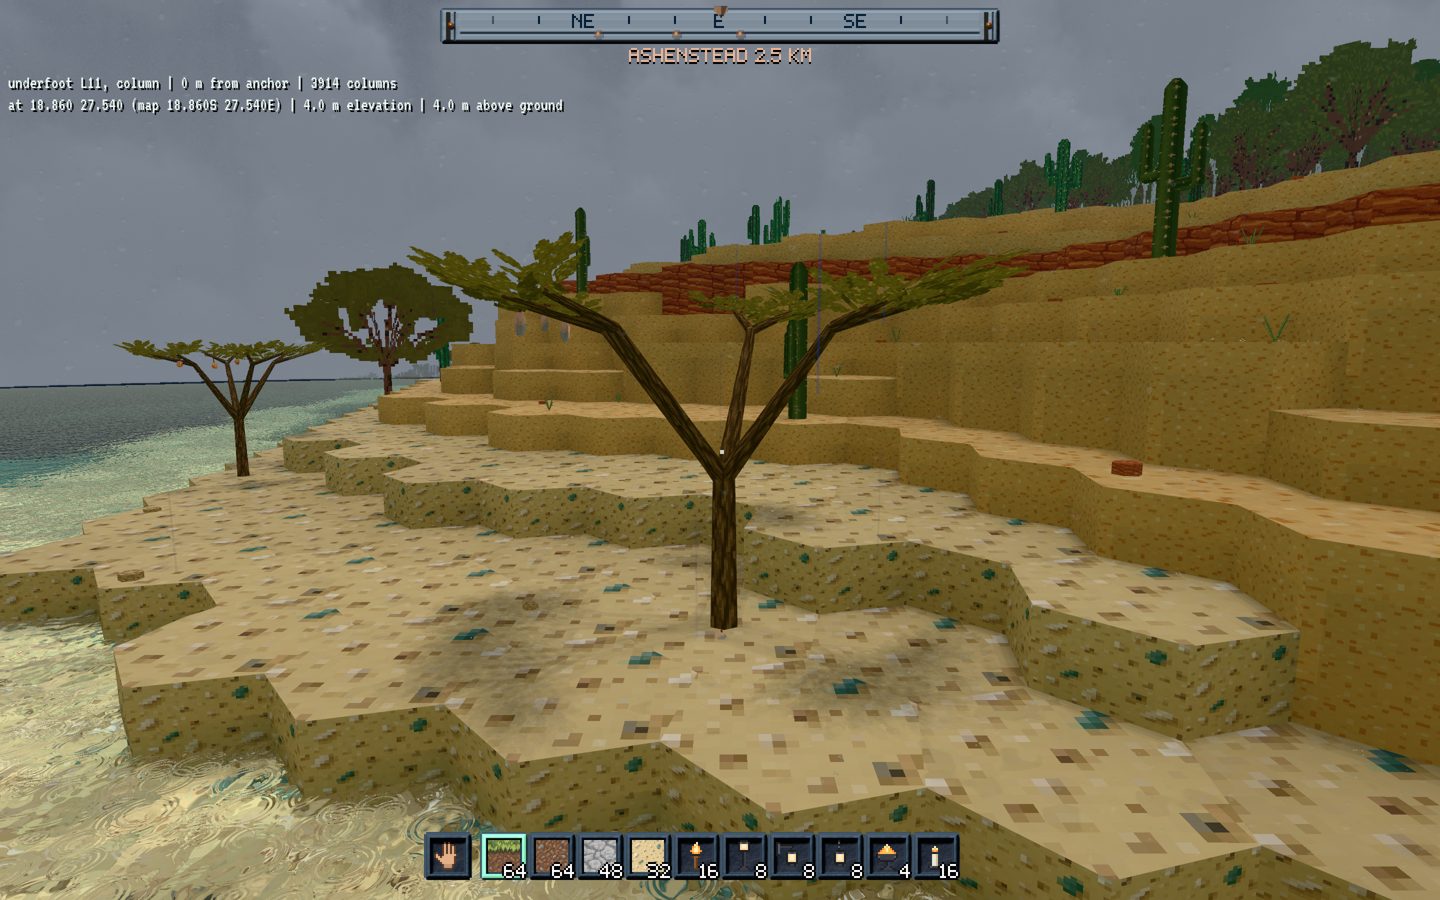 NE E SE
ASHENSTEAD 2.5 KM
underfoot L11, column | 0 m from anchor | 3914 columns
at 18.860 27.540 (map 18.860S 27.540E) | 4.0 m elevation | 4.0 m above ground
64 64 48 32 16 8 8 8 4 16